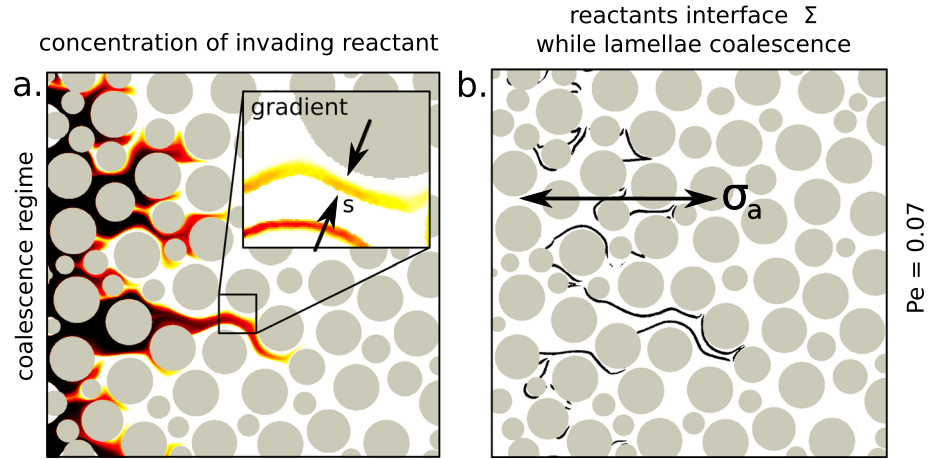 concentration of invading reactant
reactants interface Σ
while lamellae coalescence
a.
b.
gradient
s
coalescence regime
σa
Pe = 0.07